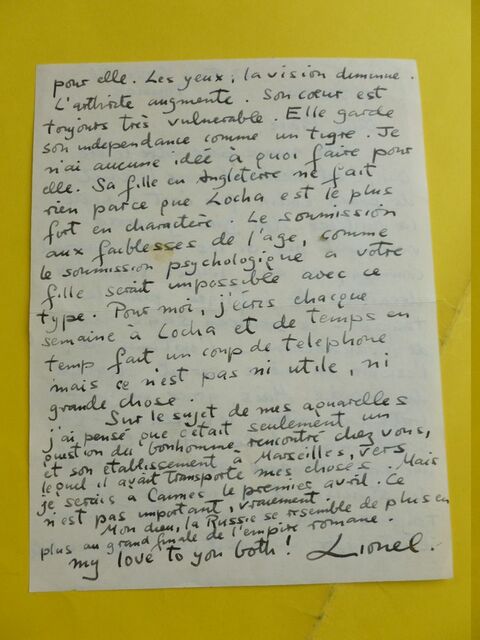 pour elle. Les yeux, la vision diminue.
L'arthrite augmente. Son cœur est
toujours très vulnerable. Elle garde
son independance comme un tigre. Je
n'ai aucune idée à quoi faire pour
elle. Sa fille en Angleterre ne fait
rien parce que Locha est le plus
fort en charactère. Le soumission
aux faiblesses de l'age, comme
le soumission psychologique a votre
fille serait impossible avec ce
type. Pour moi, j'écris chacque
semaine à Locha et de temps en
temp fait un coup de telephone
mais ce n'est pas ni utile, ni
grande chose.
Sur le sujet de mes aquarelles
j'ai pensé que c'était seulement un
question du bonhomme rencontré chez vous,
et son etablissement à Marseilles, vers
lequel il avait transporté mes choses. Mais
je serais a Cannes le premier avril. Ce
n'est pas important, vraiment.
Mon dieu, la Russie se resemble de plus en
plus au grand finale de l'empire romane.
my love to you both! Lionel.